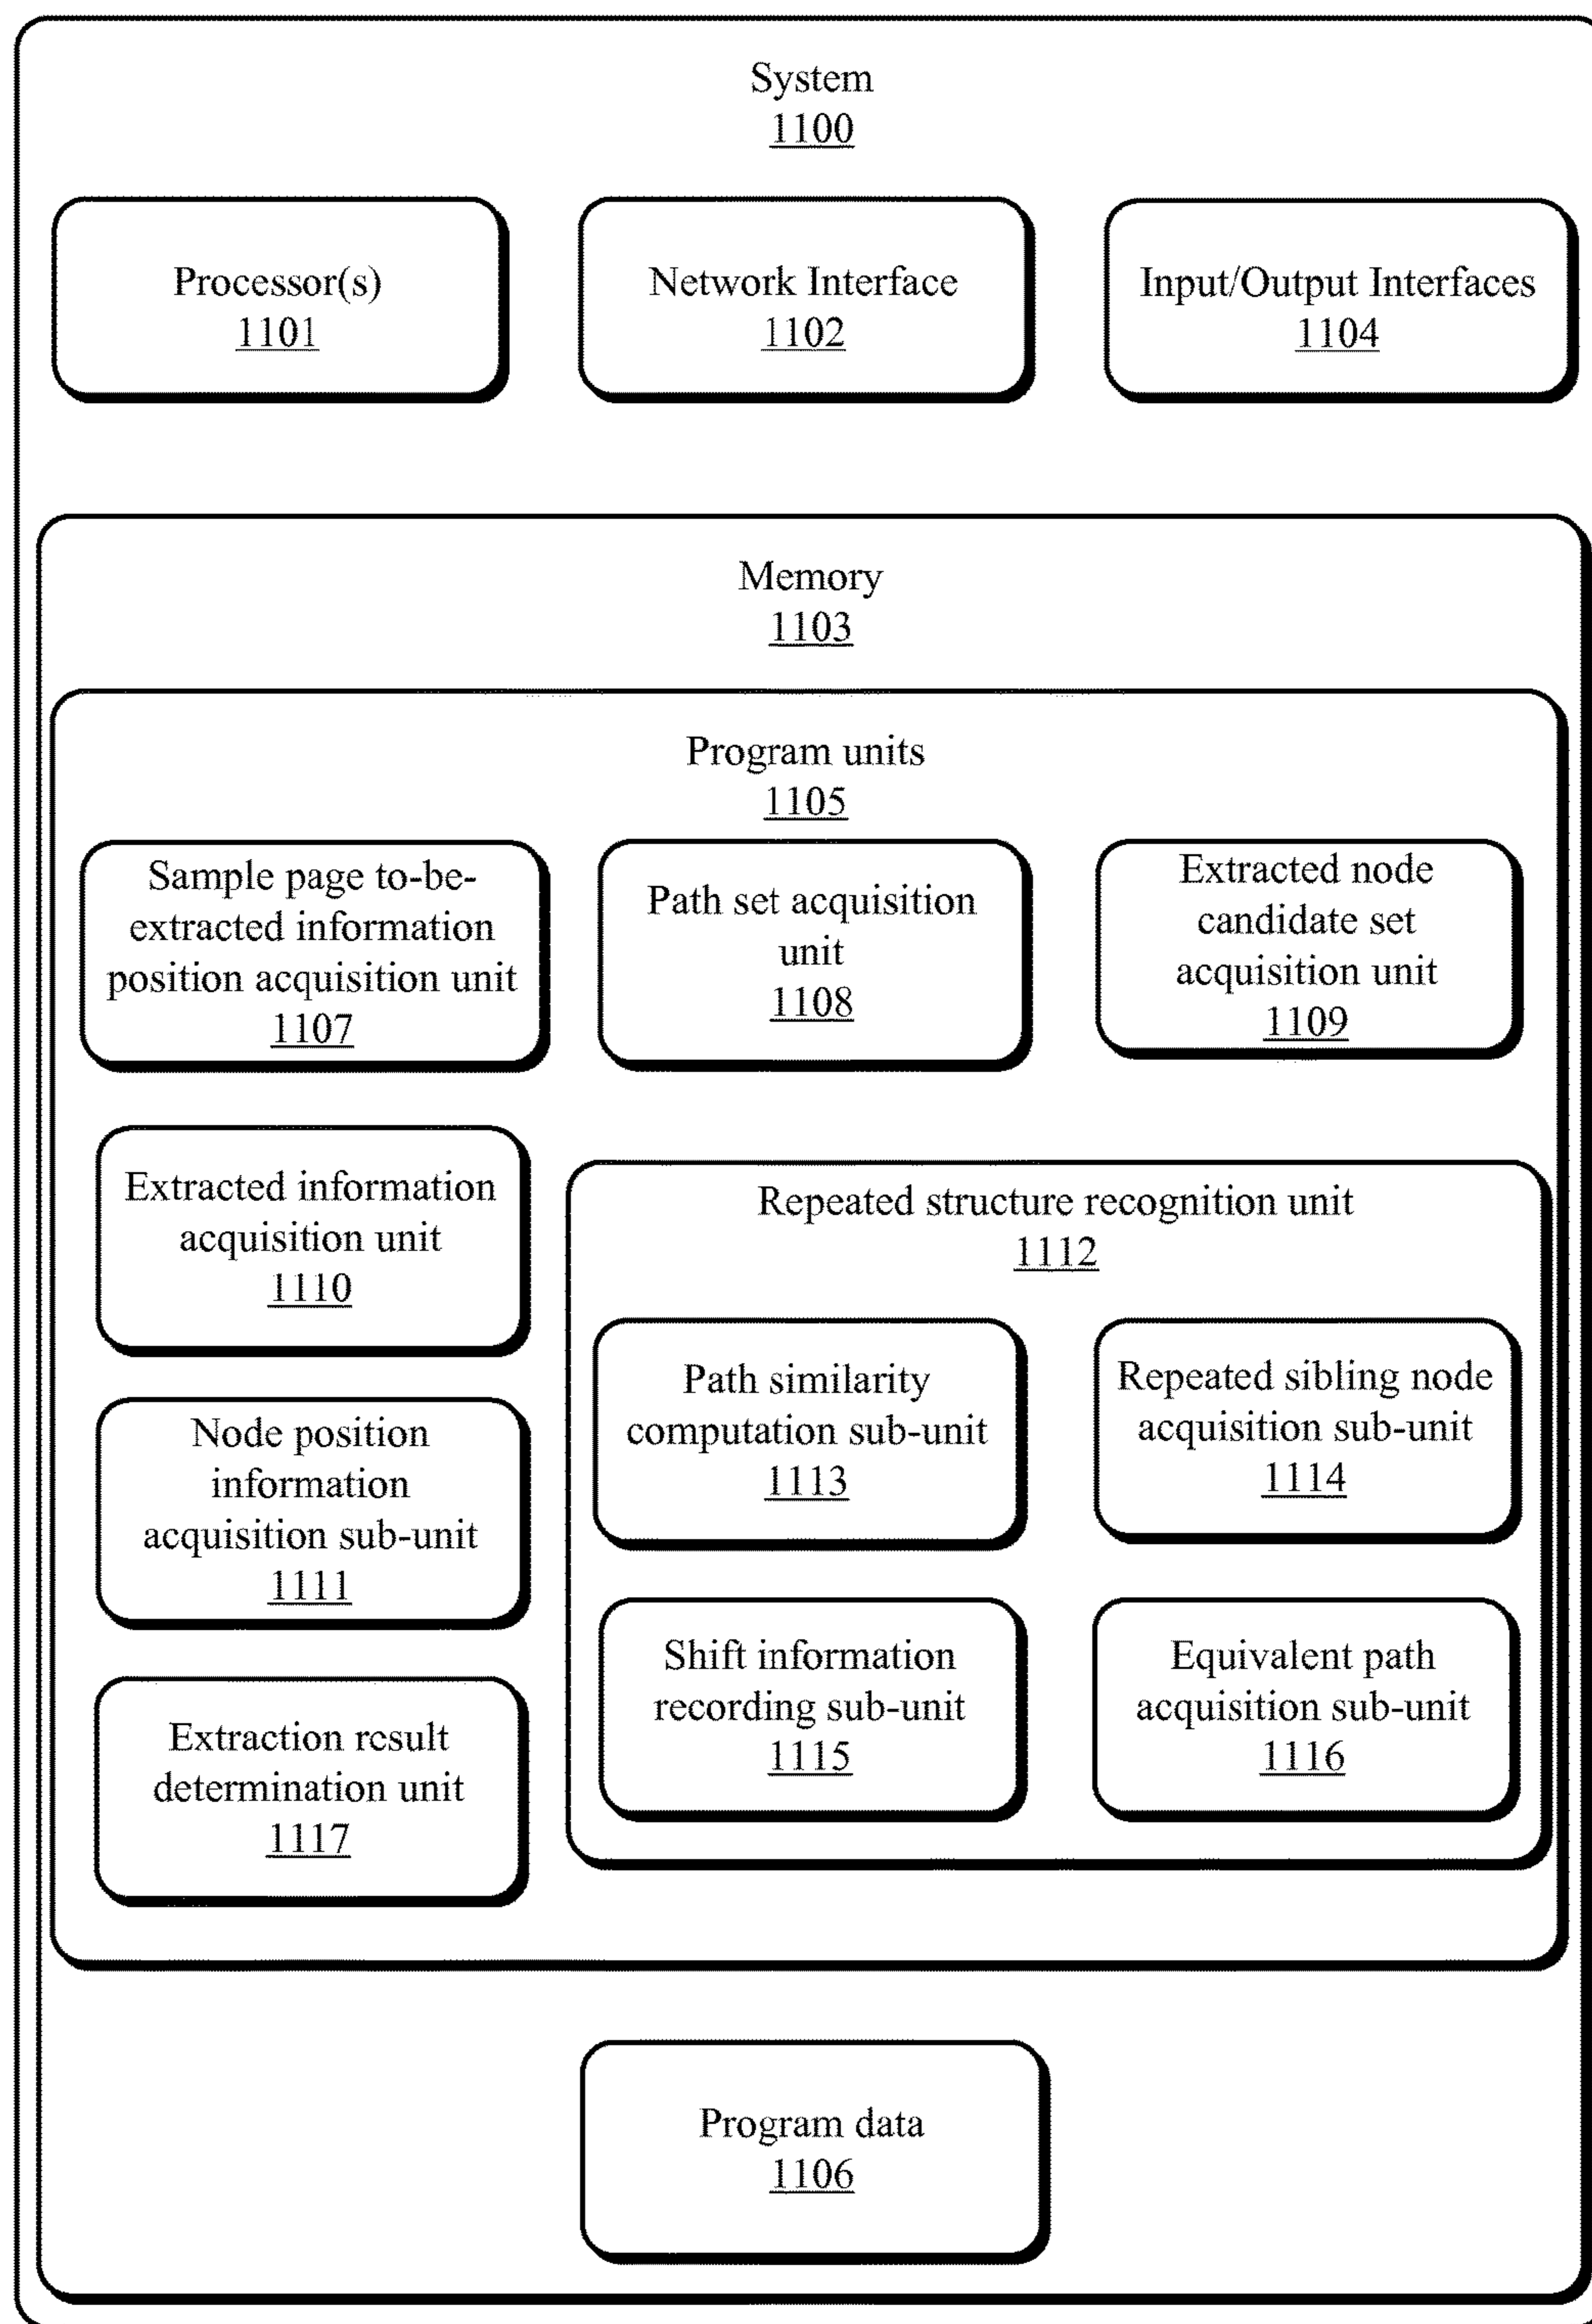 System
1100
Processor(s)
1101
Network Interface
1102
Input/Output Interfaces
1104
Memory
1103
Program units
1105
Sample page to-be-
extracted information
position acquisition unit
1107
Path set acquisition
unit
1108
Extracted node
candidate set
acquisition unit
1109
Extracted information
acquisition unit
1110
Node position
information
acquisition sub-unit
1111
Extraction result
determination unit
1117
Repeated structure recognition unit
1112
Path similarity
computation sub-unit
1113
Repeated sibling node
acquisition sub-unit
1114
Shift information
recording sub-unit
1115
Equivalent path
acquisition sub-unit
1116
Program data
1106